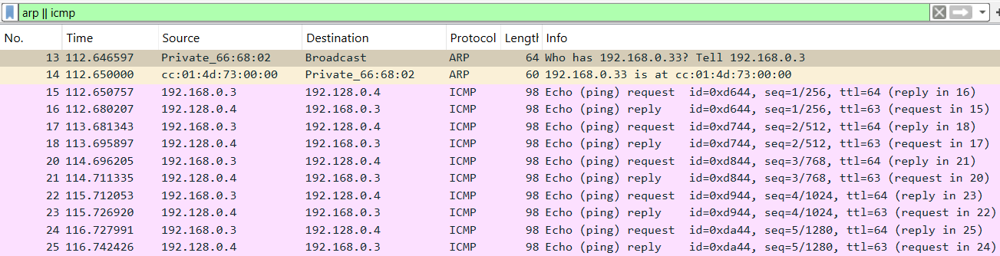 arp || icmp
No. Time Source Destination Protocol Length Info
13 112.646597 Private_66:68:02 Broadcast ARP 64 Who has 192.168.0.33? Tell 192.168.0.3
14 112.650000 cc:01:4d:73:00:00 Private_66:68:02 ARP 60 192.168.0.33 is at cc:01:4d:73:00:00
15 112.650757 192.168.0.3 192.128.0.4 ICMP 98 Echo (ping) request id=0xd644, seq=1/256, ttl=64 (reply in 16)
16 112.680207 192.128.0.4 192.168.0.3 ICMP 98 Echo (ping) reply id=0xd644, seq=1/256, ttl=63 (request in 15)
17 113.681343 192.168.0.3 192.128.0.4 ICMP 98 Echo (ping) request id=0xd744, seq=2/512, ttl=64 (reply in 18)
18 113.695897 192.128.0.4 192.168.0.3 ICMP 98 Echo (ping) reply id=0xd744, seq=2/512, ttl=63 (request in 17)
20 114.696205 192.168.0.3 192.128.0.4 ICMP 98 Echo (ping) request id=0xd844, seq=3/768, ttl=64 (reply in 21)
21 114.711335 192.128.0.4 192.168.0.3 ICMP 98 Echo (ping) reply id=0xd844, seq=3/768, ttl=63 (request in 20)
22 115.712053 192.168.0.3 192.128.0.4 ICMP 98 Echo (ping) request id=0xd944, seq=4/1024, ttl=64 (reply in 23)
23 115.726920 192.128.0.4 192.168.0.3 ICMP 98 Echo (ping) reply id=0xd944, seq=4/1024, ttl=63 (request in 22)
24 116.727991 192.168.0.3 192.128.0.4 ICMP 98 Echo (ping) request id=0xda44, seq=5/1280, ttl=64 (reply in 25)
25 116.742426 192.128.0.4 192.168.0.3 ICMP 98 Echo (ping) reply id=0xda44, seq=5/1280, ttl=63 (request in 24)